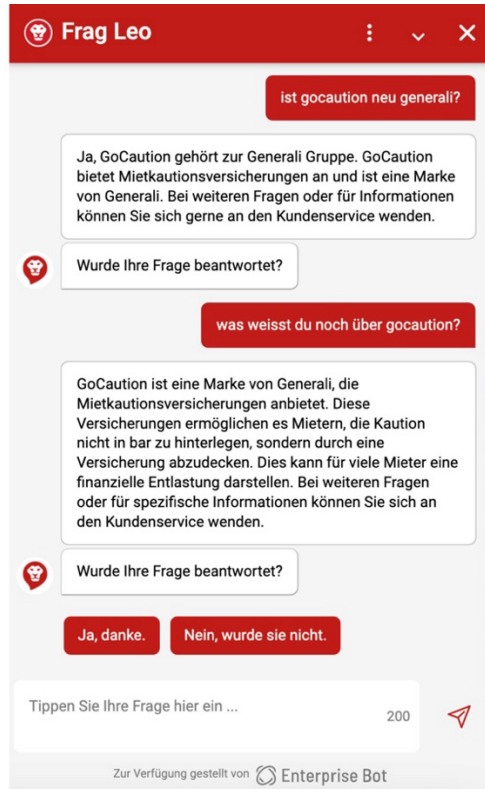 Frag Leo
ist gocaution neu generali?
Ja, GoCaution gehört zur Generali Gruppe. GoCaution
bietet Mietkautionsversicherungen an und ist eine Marke
von Generali. Bei weiteren Fragen oder für Informationen
können Sie sich gerne an den Kundenservice wenden.
Wurde Ihre Frage beantwortet?
was weisst du noch über gocaution?
GoCaution ist eine Marke von Generali, die
Mietkautionsversicherungen anbietet. Diese
Versicherungen ermöglichen es Mietern, die Kaution
nicht in bar zu hinterlegen, sondern durch eine
Versicherung abzudecken. Dies kann für viele Mieter eine
finanzielle Entlastung darstellen. Bei weiteren Fragen
oder für spezifische Informationen können Sie sich an
den Kundenservice wenden.
Wurde Ihre Frage beantwortet?
Ja, danke. Nein, wurde sie nicht.
Tippen Sie Ihre Frage hier ein ... 200
Zur Verfügung gestellt von Enterprise Bot